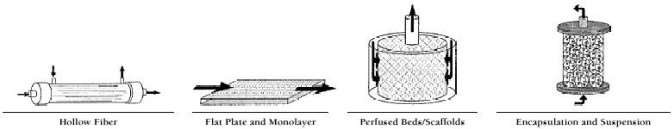 Hollow Fiber
Flat Plate and Monolayer
Perfused Beds/Scaffolds
Encapsulation and Suspension